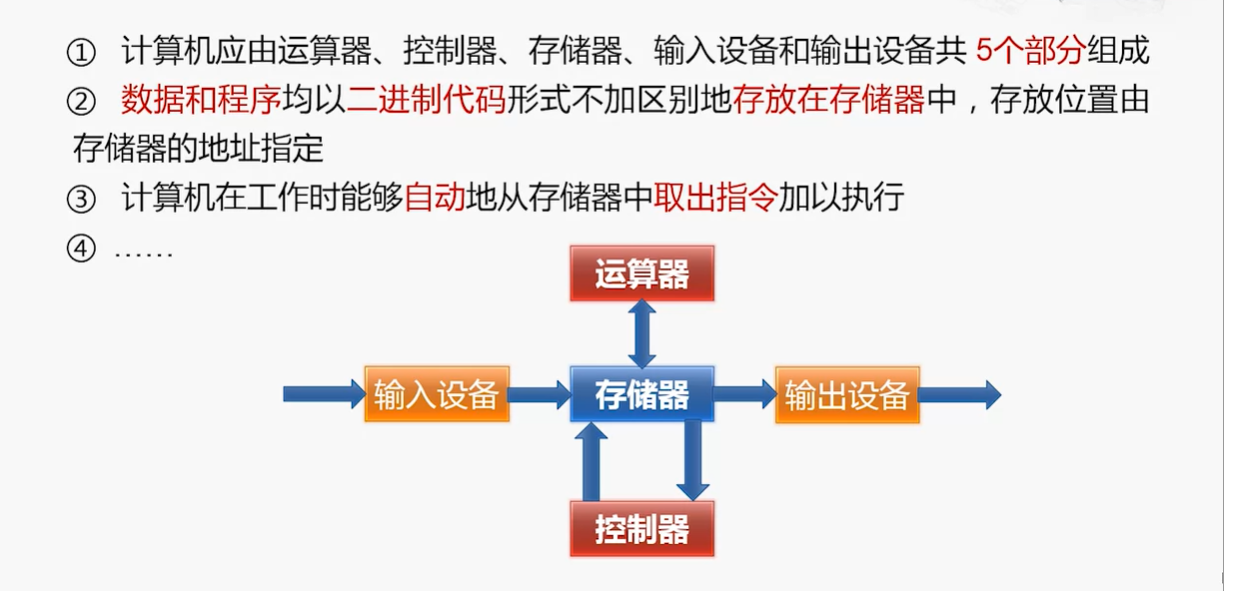 ① 计算机应由运算器、控制器、存储器、输入设备和输出设备共 5个部分组成
② 数据和程序均以二进制代码形式不加区别地存放在存储器中，存放位置由
存储器的地址指定
③ 计算机在工作时能够自动地从存储器中取出指令加以执行
④ ……
运算器
输入设备
存储器
输出设备
控制器